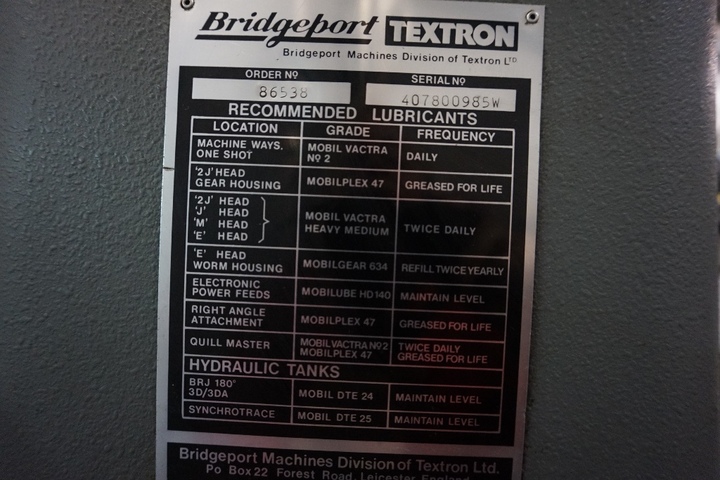 Bridgeport TEXTRON
Bridgeport Machines Division of Textron LTD
ORDER Nº SERIAL Nº
86538 407800985W
RECOMMENDED LUBRICANTS
LOCATION GRADE FREQUENCY
MACHINE WAYS. ONE SHOT MOBIL VACTRA Nº 2 DAILY
'2J' HEAD GEAR HOUSING MOBILPLEX 47 GREASED FOR LIFE
'2J' HEAD
'J' HEAD
'M' HEAD
'E' HEAD
MOBIL VACTRA HEAVY MEDIUM TWICE DAILY
'E' HEAD WORM HOUSING MOBILGEAR 634 REFILL TWICE YEARLY
ELECTRONIC POWER FEEDS MOBILUBE HD140 MAINTAIN LEVEL
RIGHT ANGLE ATTACHMENT MOBILPLEX 47 GREASED FOR LIFE
QUILL MASTER MOBIL VACTRA Nº2 MOBILPLEX 47 TWICE DAILY GREASED FOR LIFE
HYDRAULIC TANKS
BRJ 180° 3D/3DA MOBIL DTE 24 MAINTAIN LEVEL
SYNCHROTRACE MOBIL DTE 25 MAINTAIN LEVEL
Bridgeport Machines Division of Textron Ltd.
Po Box 22 Forest Road, Leicester England